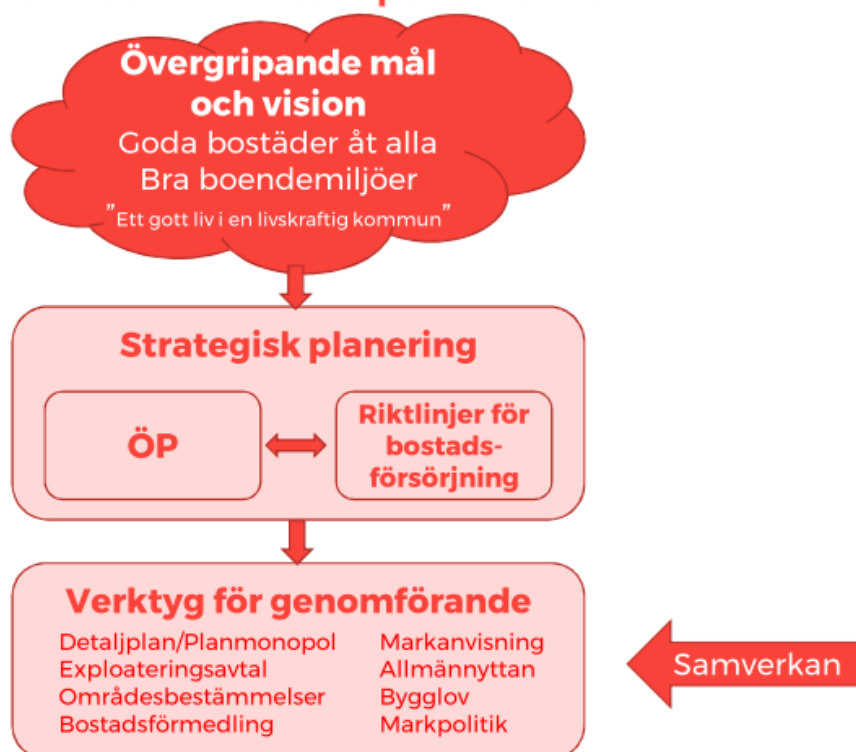 Övergripande mål
och vision
Goda bostäder åt alla
Bra boendemiljöer
"Ett gott liv i en livskraftig kommun"
Strategisk planering
ÖP
Riktlinjer för
bostads-
försörjning
Verktyg för genomförande
Detaljplan/Planmonopol
Exploateringsavtal
Områdesbestämmelser
Bostadsförmedling
Markanvisning
Allmännyttan
Bygglov
Markpolitik
Samverkan